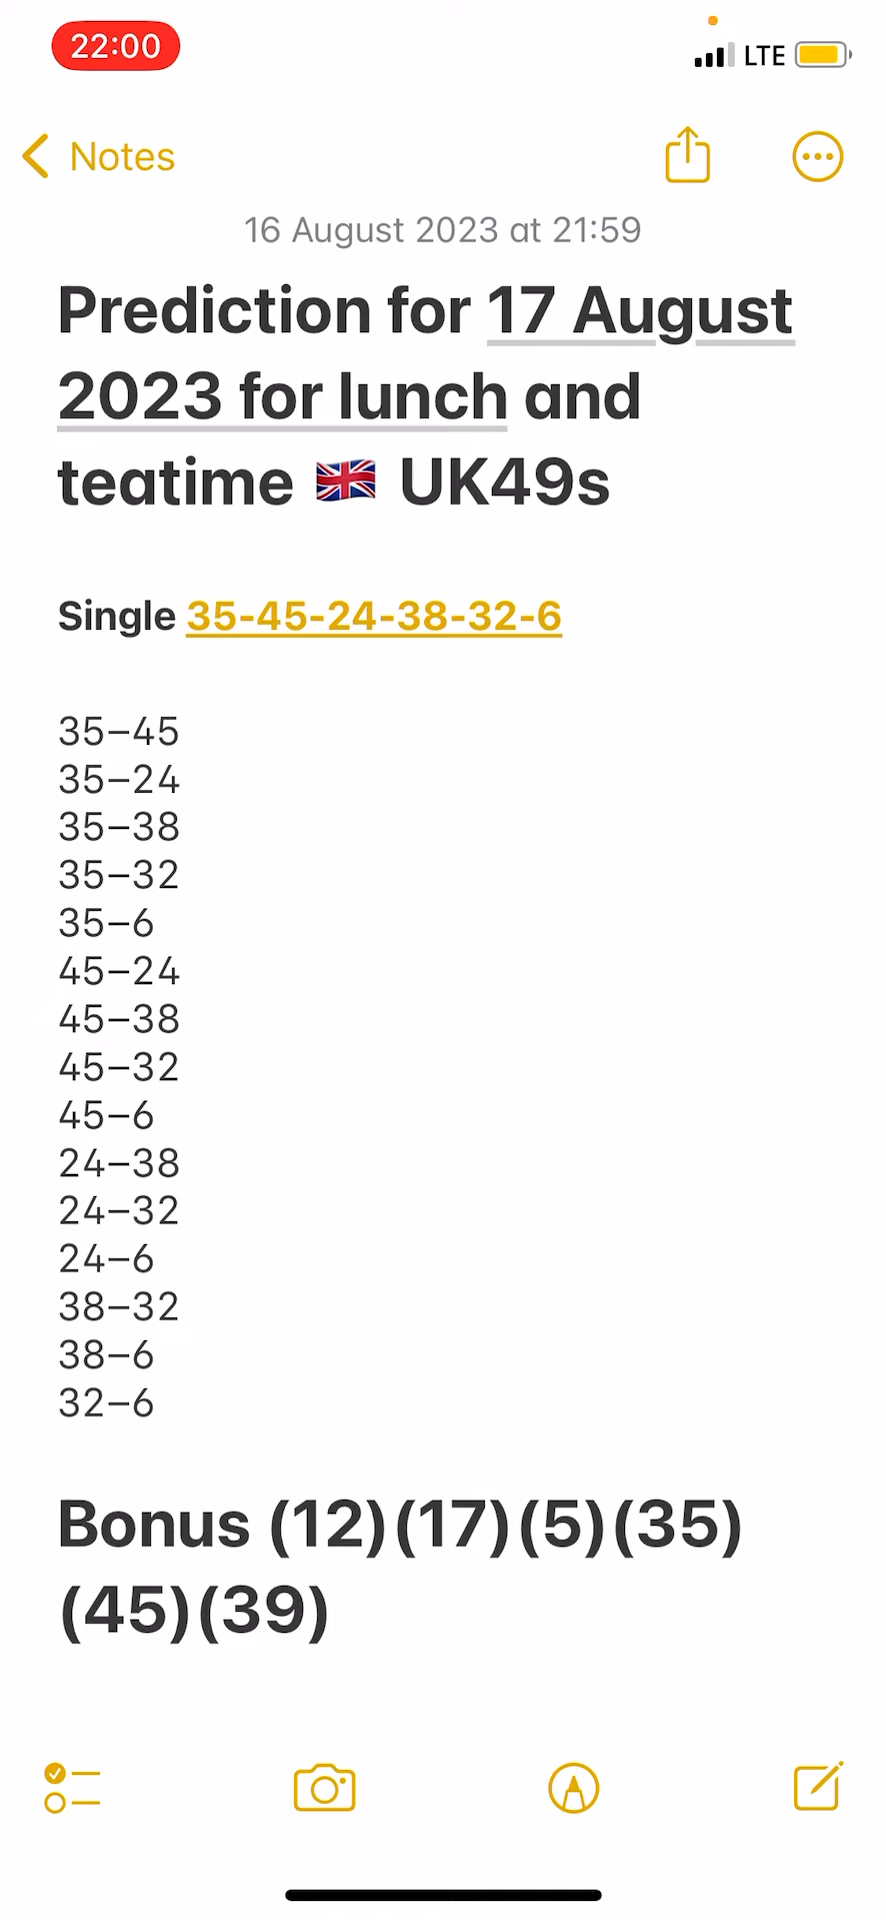 22:00
LTE
Notes
16 August 2023 at 21:59
Prediction for 17 August
2023 for lunch and
teatime 🇬🇧 UK49s
Single 35-45-24-38-32-6
35–45
35–24
35–38
35–32
35–6
45–24
45–38
45–32
45–6
24–38
24–32
24–6
38–32
38–6
32–6
Bonus (12)(17)(5)(35)
(45)(39)